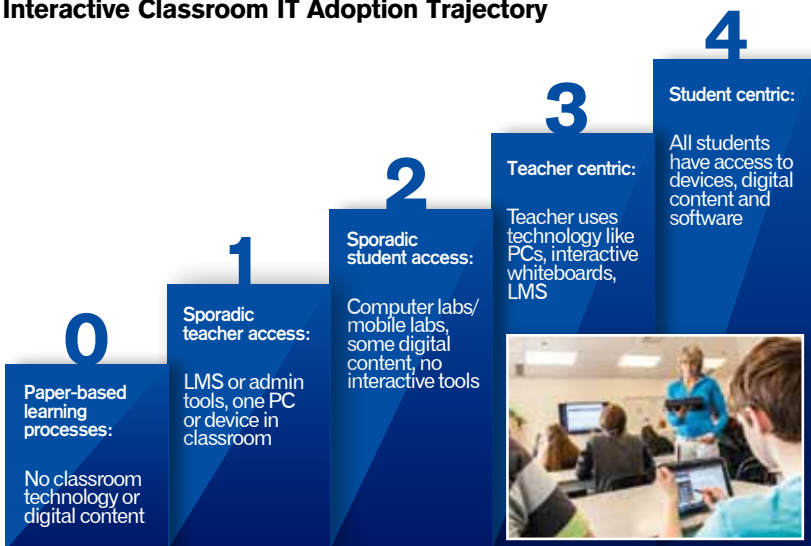 Interactive Classroom IT Adoption Trajectory
0
Paper-based
learning
processes:
No classroom
technology or
digital content
1
Sporadic
teacher access:
LMS or admin
tools, one PC
or device in
classroom
2
Sporadic
student access:
Computer labs/
mobile labs,
some digital
content, no
interactive tools
3
Teacher centric:
Teacher uses
technology like
PCs, interactive
whiteboards,
LMS
4
Student centric:
All students
have access to
devices, digital
content and
software